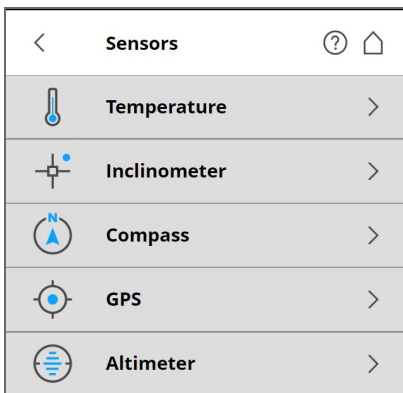 Sensors
Temperature
Inclinometer
N
Compass
GPS
Altimeter